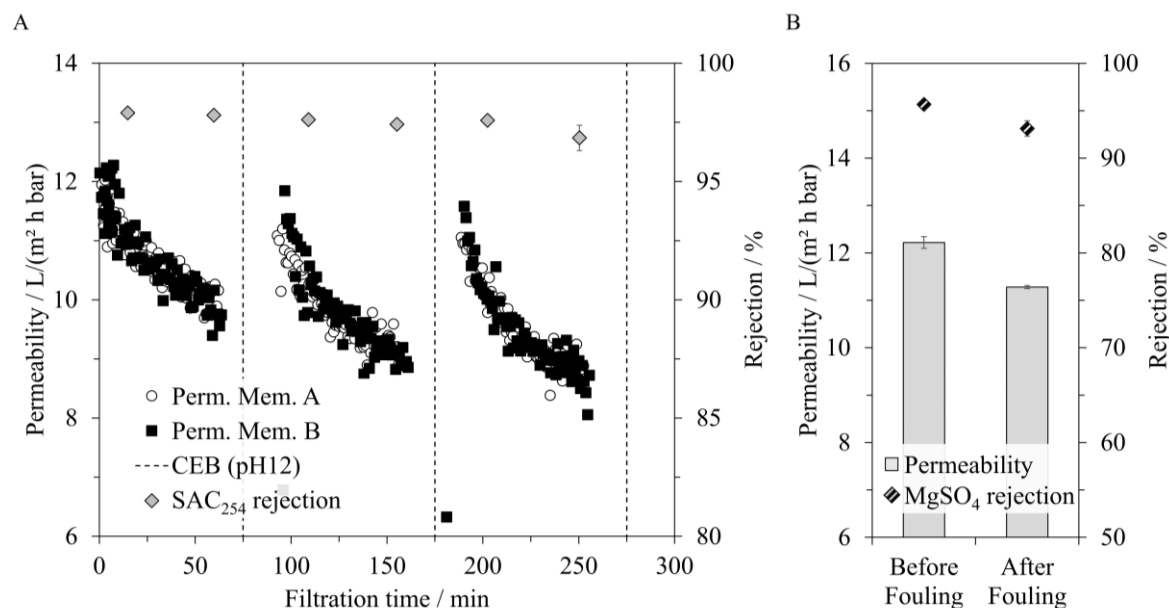 A
B
14
12
10
8
6
Permeability / L/(m² h bar)
100
95
90
85
80
Rejection / %
Perm. Mem. A
Perm. Mem. B
CEB (pH12)
SAC₂₅₄ rejection
0 50 100 150 200 250 300
Filtration time / min
16
14
12
10
8
6
4
Permeability / L/(m² h bar)
100
90
80
70
60
50
Rejection / %
Permeability
MgSO₄ rejection
Before After
Fouling Fouling